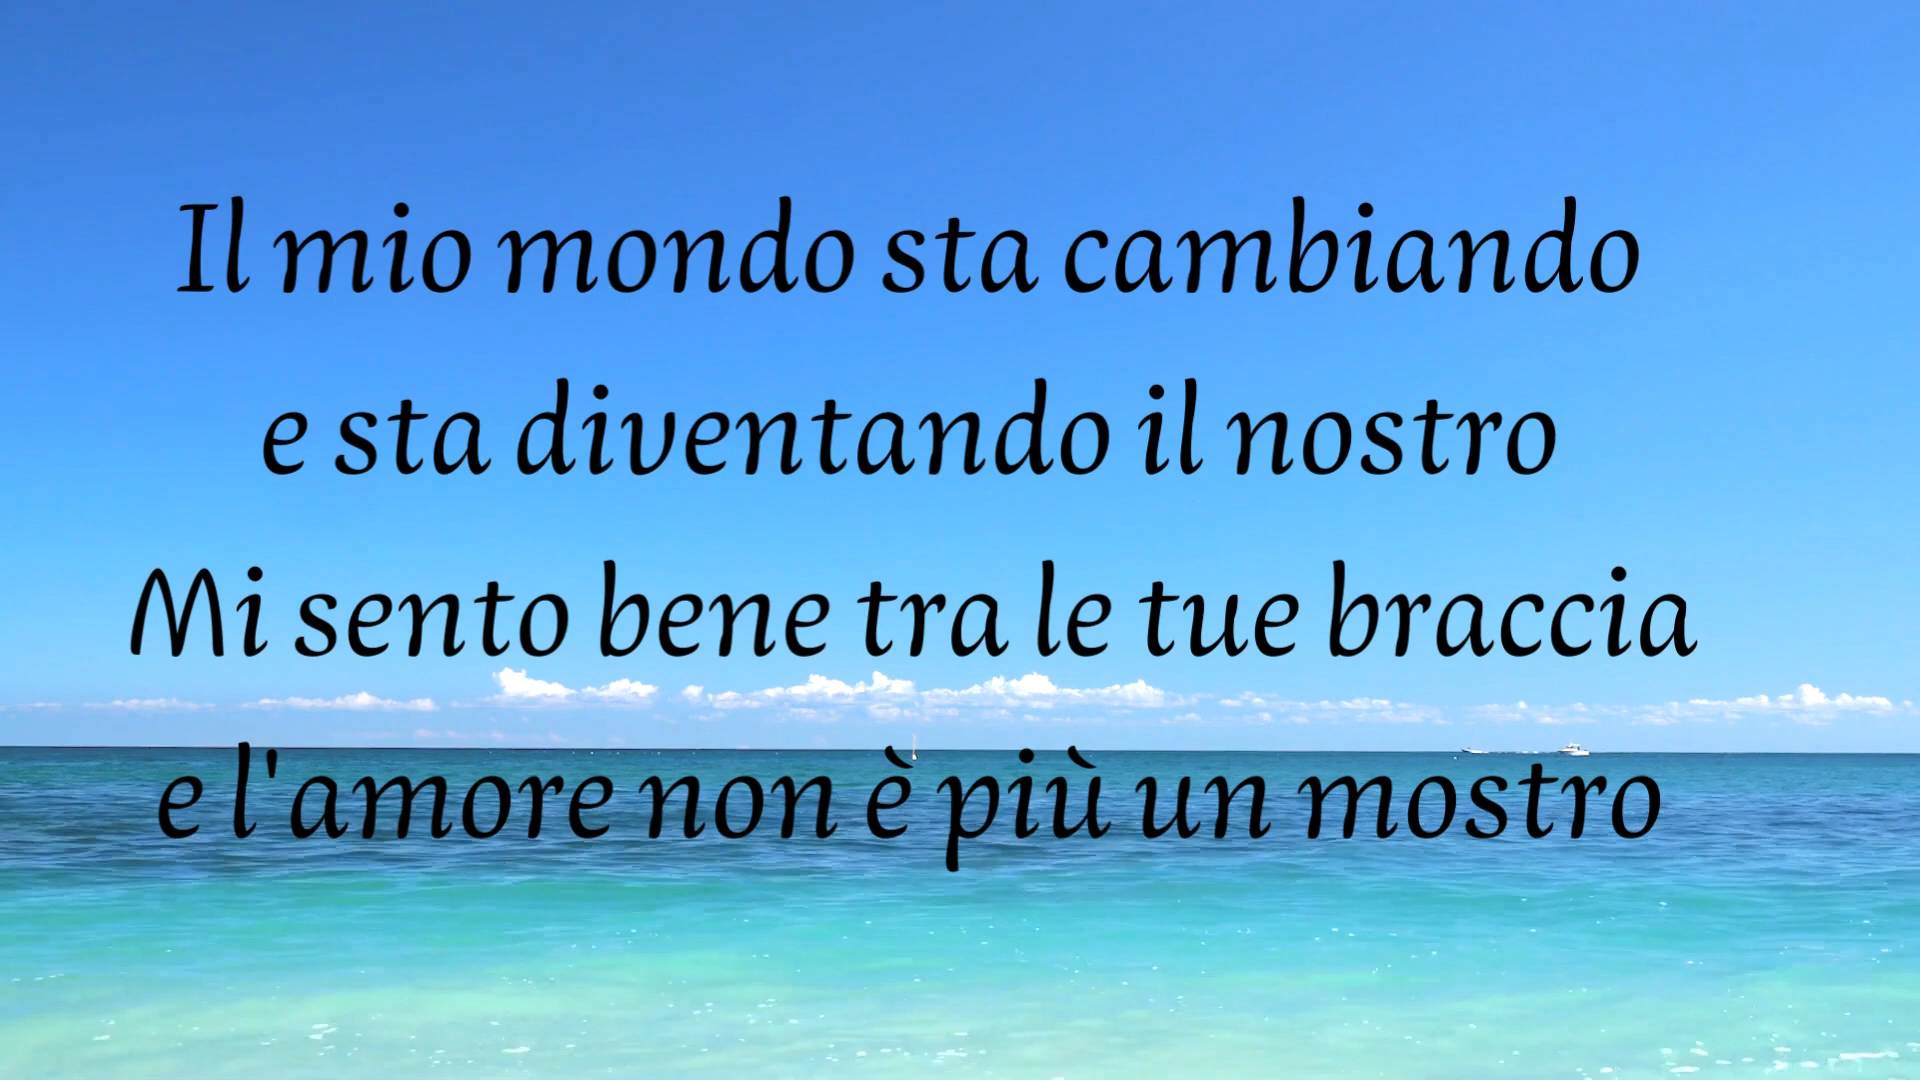 Il mio mondo sta cambiando
e sta diventando il nostro
Mi sento bene tra le tue braccia
e l'amore non è più un mostro